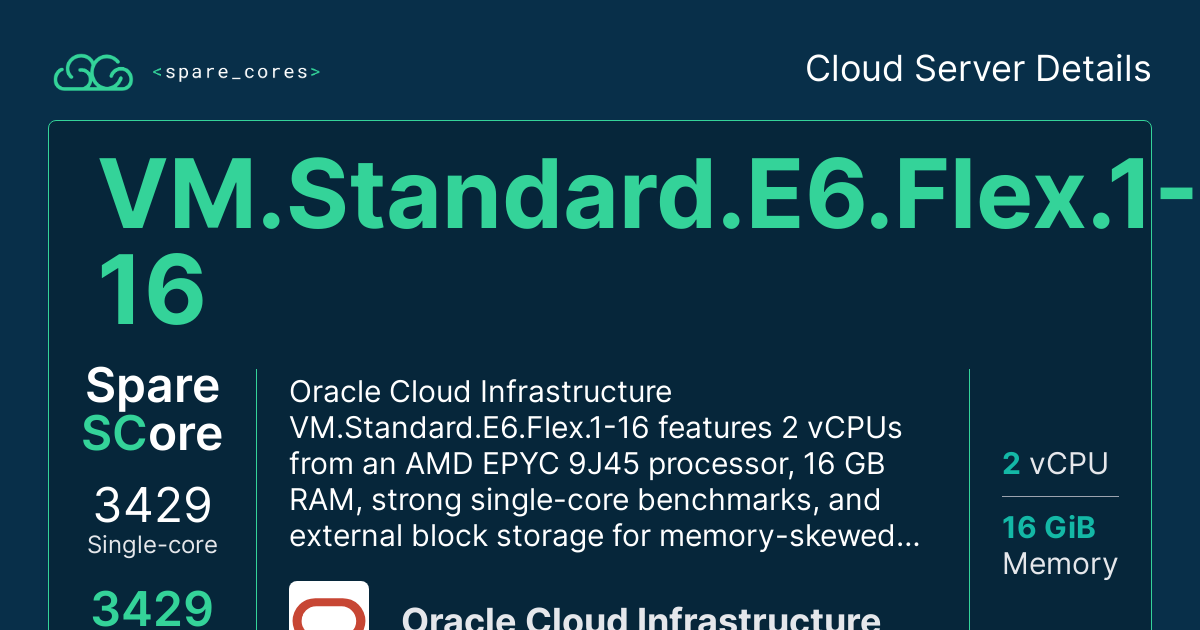 <spare_cores>
Cloud Server Details
VM.Standard.E6.Flex.1-
16
Spare
SCore
3429
Single-core
3429
Oracle Cloud Infrastructure
VM.Standard.E6.Flex.1-16 features 2 vCPUs
from an AMD EPYC 9J45 processor, 16 GB
RAM, strong single-core benchmarks, and
external block storage for memory-skewed...
Oracle Cloud Infrastructure
2 vCPU
16 GiB
Memory